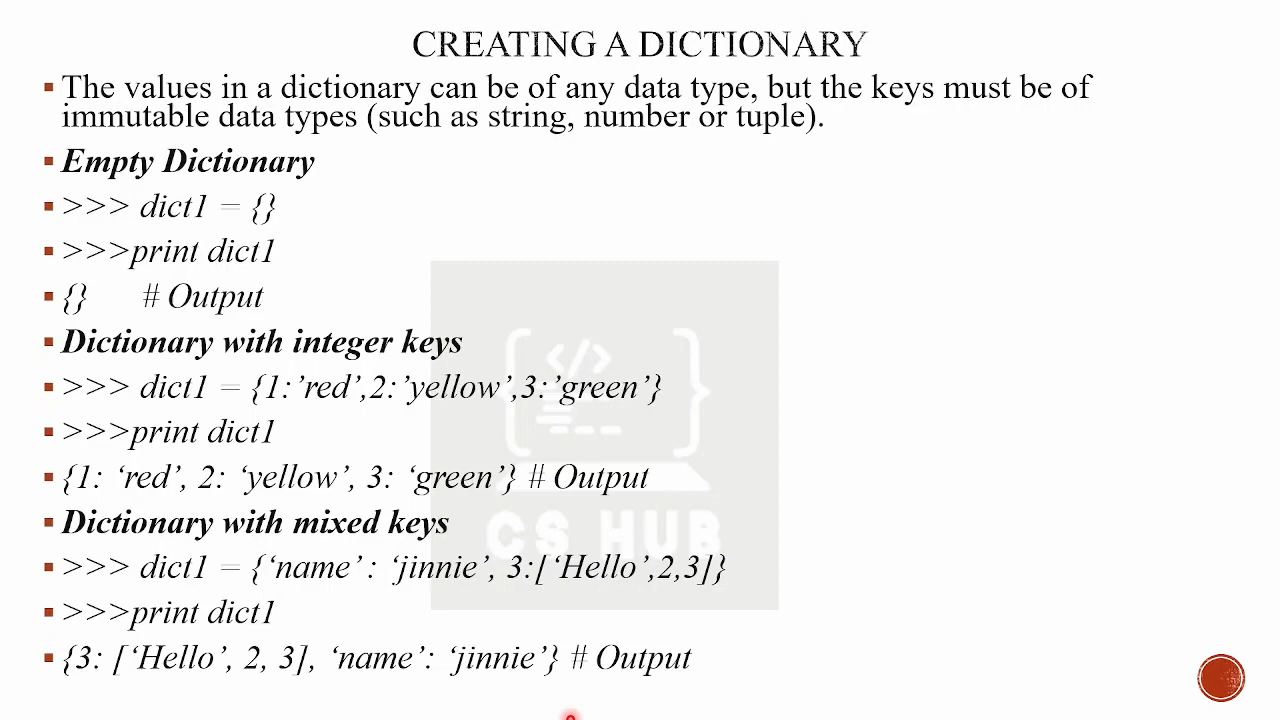 CREATING A DICTIONARY
▪ The values in a dictionary can be of any data type, but the keys must be of
immutable data types (such as string, number or tuple).
▪ Empty Dictionary
▪ >>> dict1 = {}
▪ >>>print dict1
▪ {} # Output
▪ Dictionary with integer keys
▪ >>> dict1 = {1:’red’,2:’yellow’,3:’green’}
▪ >>>print dict1
▪ {1: ‘red’, 2: ‘yellow’, 3: ‘green’} # Output
▪ Dictionary with mixed keys
▪ >>> dict1 = {‘name’ : ‘jinnie’, 3:[‘Hello’,2,3]}
▪ >>>print dict1
▪ {3: [‘Hello’, 2, 3], ‘name’: ‘jinnie’} # Output
{</>}
CS HUB